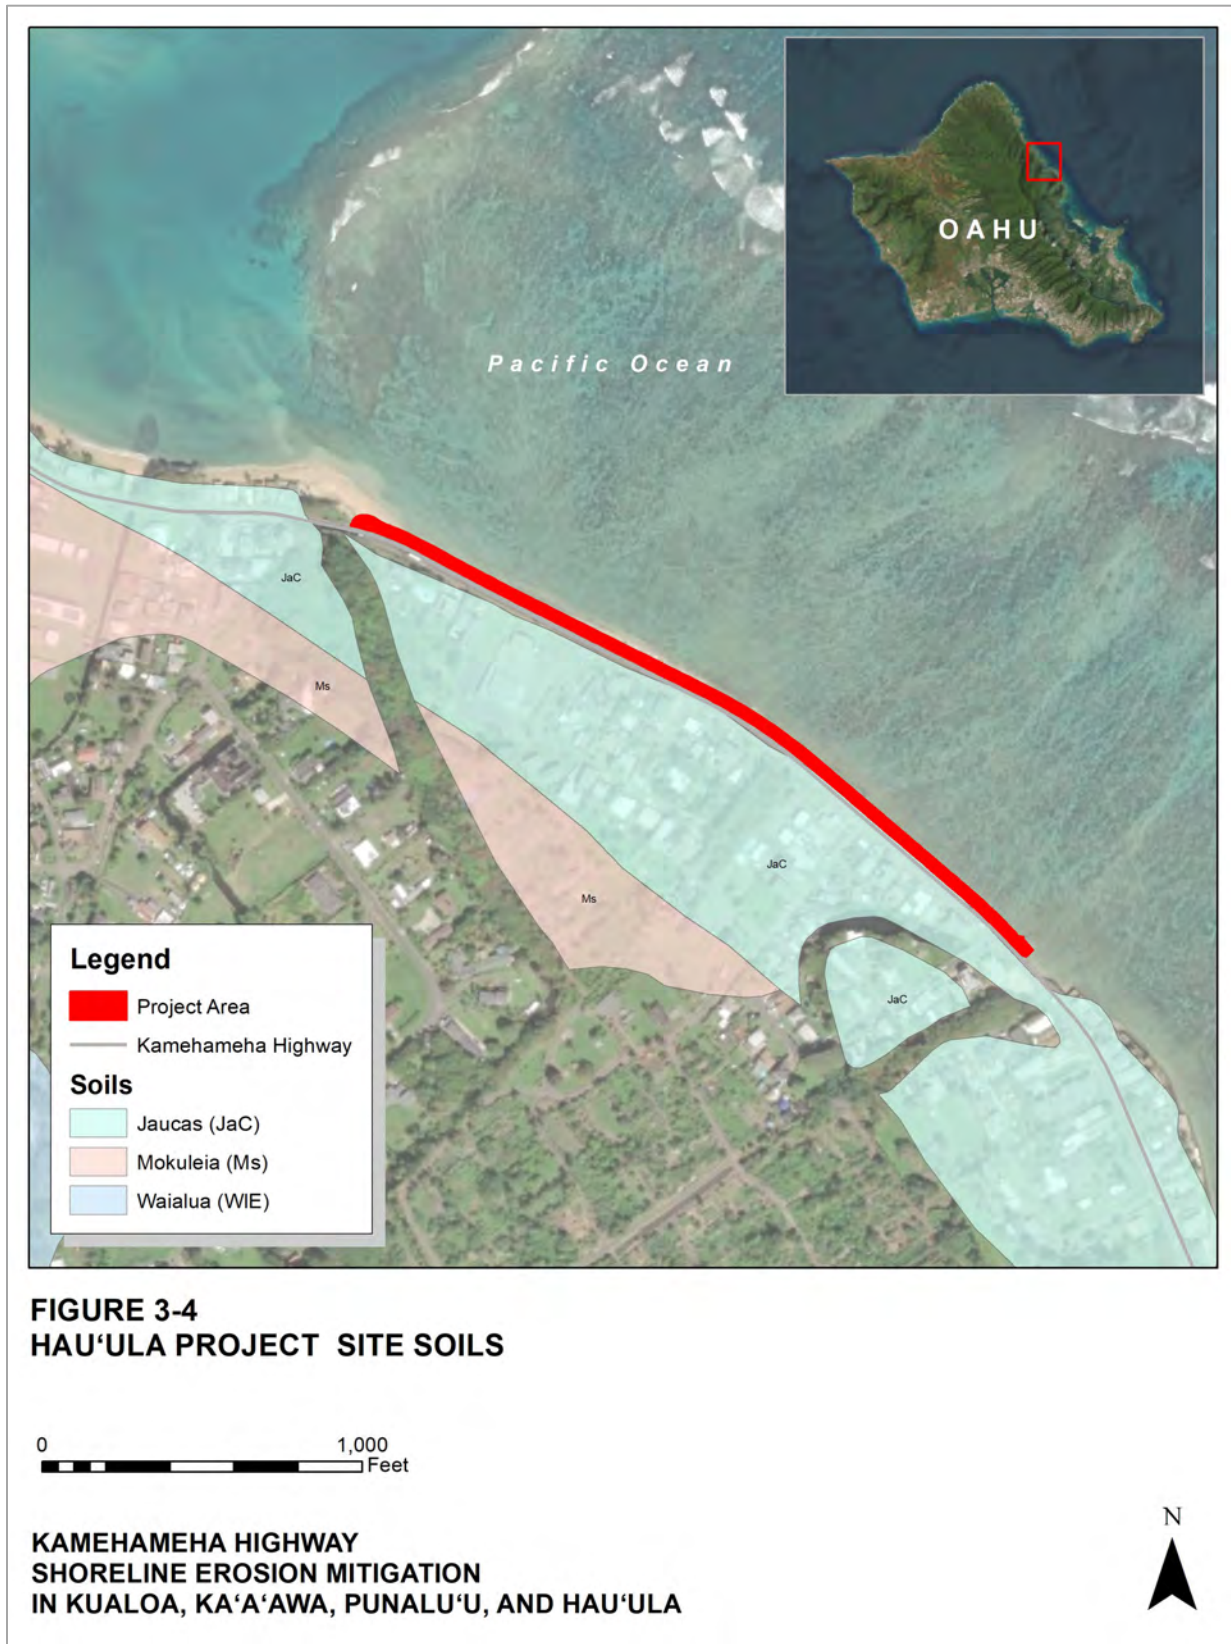 OAHU
Pacific Ocean
JaC
Ms
JaC
Ms
JaC
Legend
Project Area
Kamehameha Highway
Soils
Jaucas (JaC)
Mokuleia (Ms)
Waialua (WIE)
FIGURE 3-4
HAU‘ULA PROJECT SITE SOILS
0 1,000
Feet
KAMEHAMEHA HIGHWAY
SHORELINE EROSION MITIGATION
IN KUALOA, KA‘A‘AWA, PUNALU‘U, AND HAU‘ULA
N